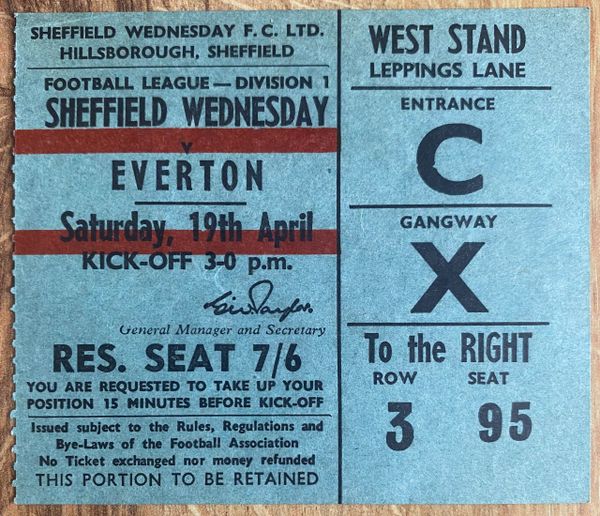 SHEFFIELD WEDNESDAY F.C. LTD.
HILLSBOROUGH, SHEFFIELD
FOOTBALL LEAGUE — DIVISION 1
SHEFFIELD WEDNESDAY
v
EVERTON
Saturday, 19th April
KICK-OFF 3-0 p.m.
General Manager and Secretary
RES. SEAT 7/6
YOU ARE REQUESTED TO TAKE UP YOUR
POSITION 15 MINUTES BEFORE KICK-OFF
Issued subject to the Rules, Regulations and
Bye-Laws of the Football Association
No Ticket exchanged nor money refunded
THIS PORTION TO BE RETAINED
WEST STAND
LEPPINGS LANE
ENTRANCE
C
GANGWAY
X
To the RIGHT
ROW SEAT
3 95